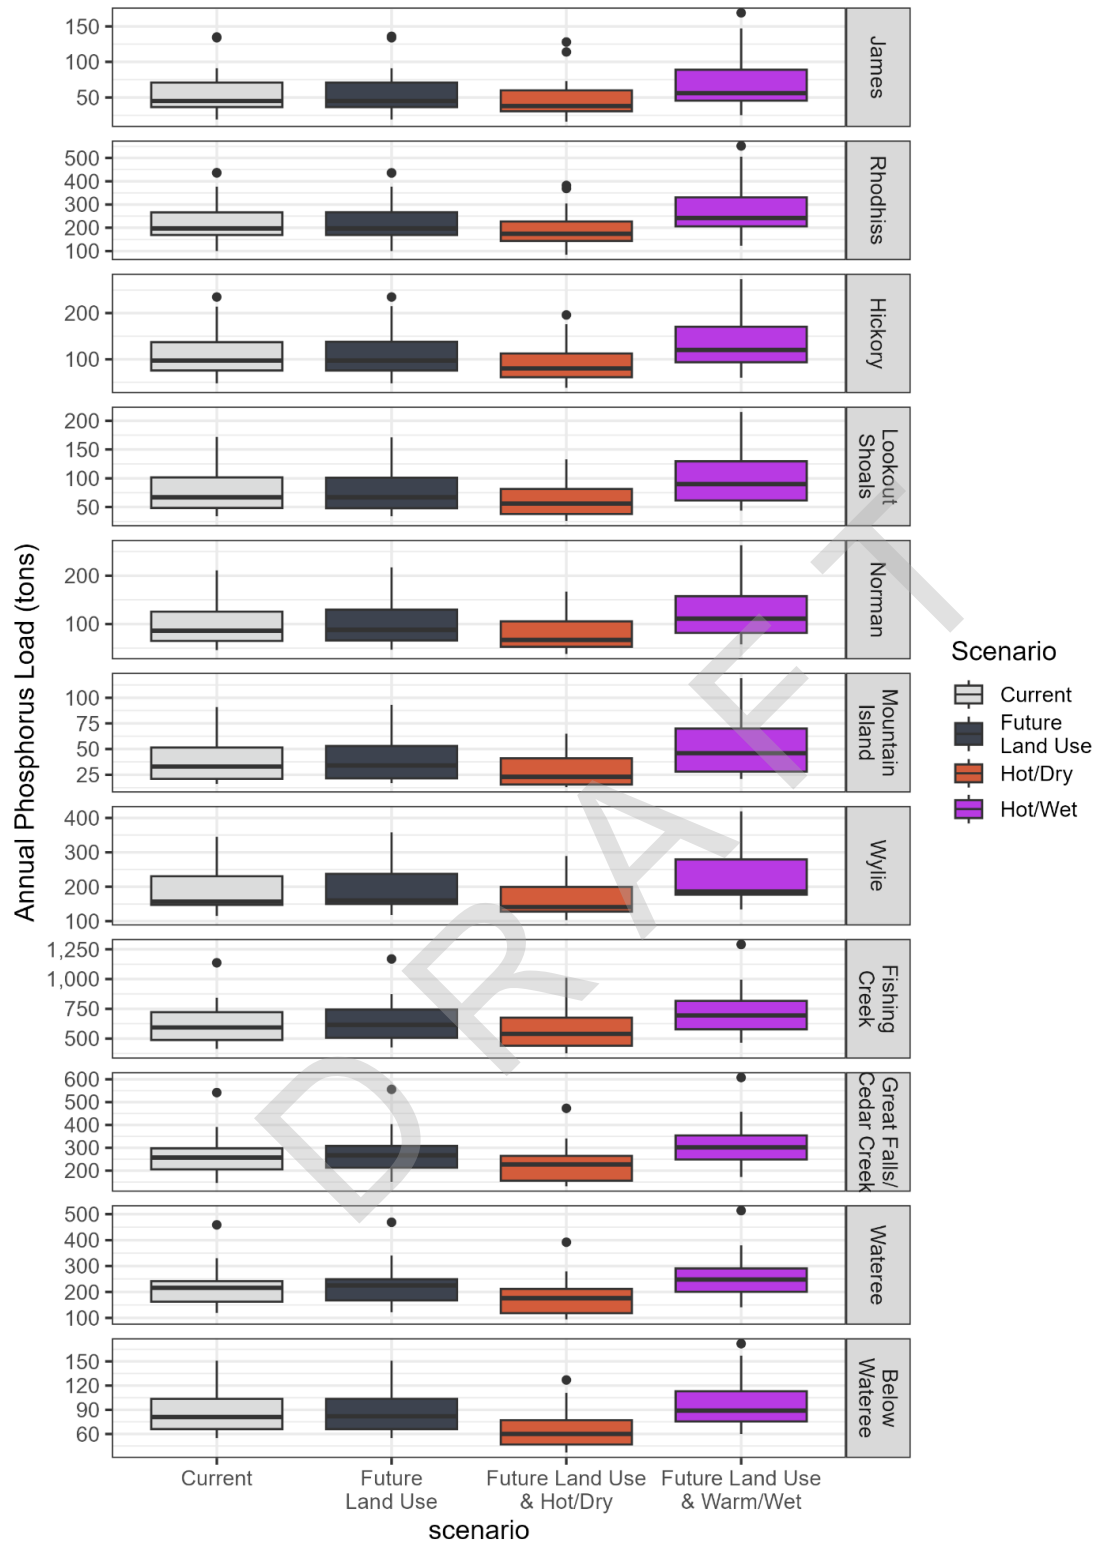 Annual Phosphorus Load (tons)
150
100
50
James
500
400
300
200
100
Rhodhiss
200
100
Hickory
200
150
100
50
Lookout
Shoals
200
100
Norman
100
75
50
25
Mountain
Island
400
300
200
100
Wylie
1,250
1,000
750
500
Fishing
Creek
600
500
400
300
200
Great Falls/
Cedar Creek
500
400
300
200
100
Wateree
150
120
90
60
Below
Wateree
Current
Future
Land Use
Future Land Use
& Hot/Dry
Future Land Use
& Warm/Wet
scenario
Scenario
Current
Future
Land Use
Hot/Dry
Hot/Wet
DRAFT